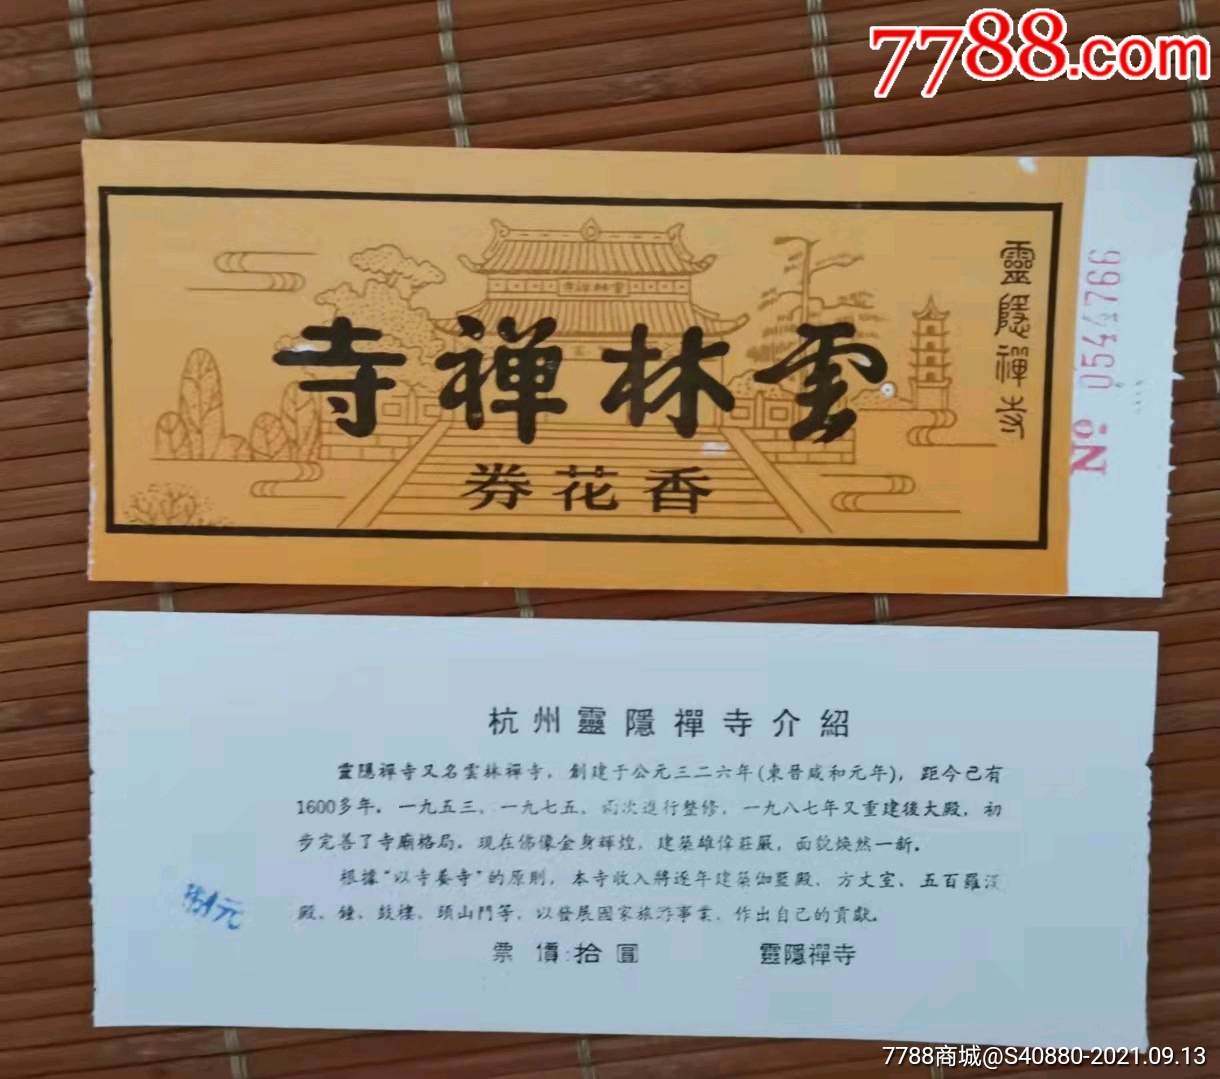 7788.com
雲林禅寺
香花券
靈隱禪寺
№ 0544766
杭州靈隱禪寺介紹
靈隱禪寺又名雲林禪寺，創建于公元三二六年(東晉咸和元年)，距今已有
1600多年。一九五三、一九七五、兩次進行整修，一九八七年又重建後大殿，初
步完善了寺廟格局。現在佛像金身輝煌，建築雄偉莊嚴，面貌煥然一新。
根據“以寺養寺”的原則，本寺收入將逐年建築伽藍殿、方丈室、五百羅漢
殿、鐘、鼓樓、頭山門等，以發展國家旅游事業，作出自己的貢獻。
票價:拾圓 靈隱禪寺
7788商城@S40880-2021.09.13